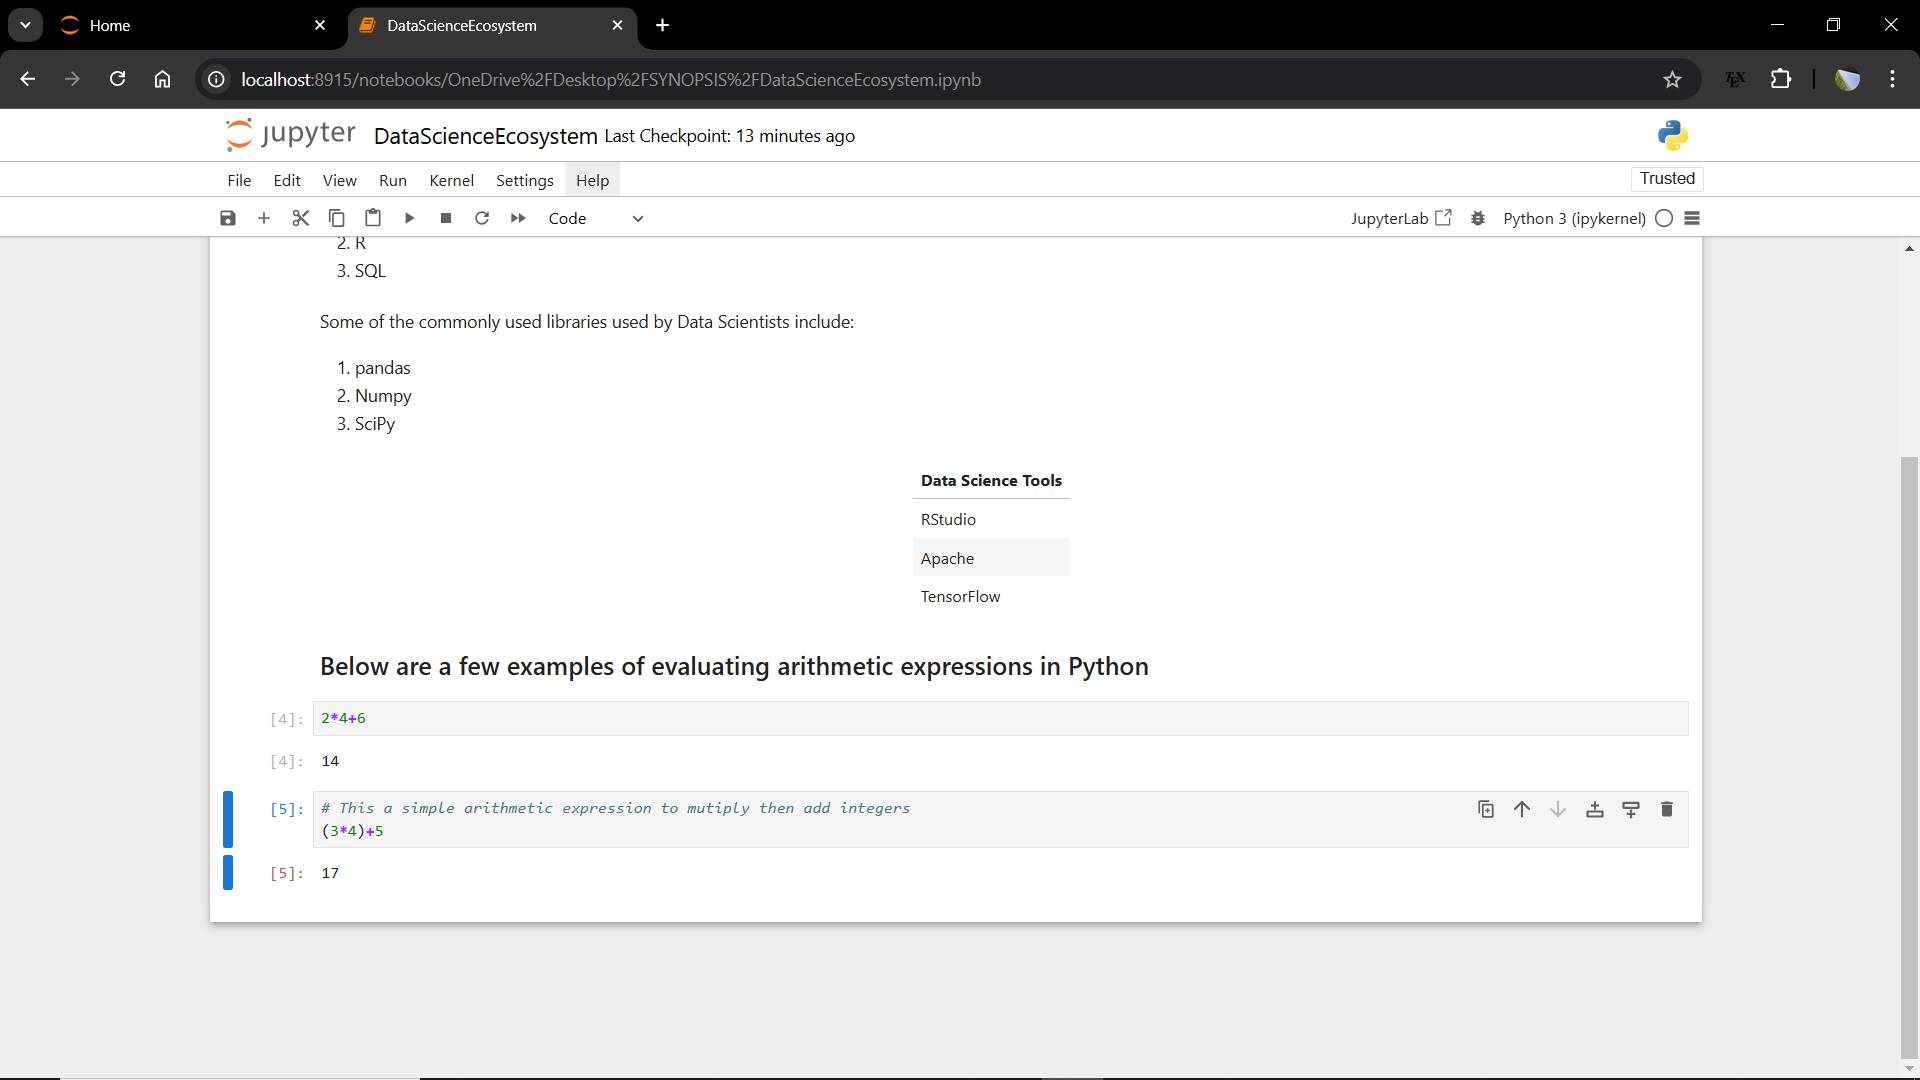 Home
DataScienceEcosystem
localhost:8915/notebooks/OneDrive%2FDesktop%2FSYNOPSIS%2FDataScienceEcosystem.ipynb
TEX
jupyter DataScienceEcosystem Last Checkpoint: 13 minutes ago
File Edit View Run Kernel Settings Help
Trusted
Code
JupyterLab
Python 3 (ipykernel)
2. R
3. SQL
Some of the commonly used libraries used by Data Scientists include:
1. pandas
2. Numpy
3. SciPy
Data Science Tools
RStudio
Apache
TensorFlow
Below are a few examples of evaluating arithmetic expressions in Python
[4]: 2*4+6
[4]: 14
[5]: # This a simple arithmetic expression to mutiply then add integers
(3*4)+5
[5]: 17